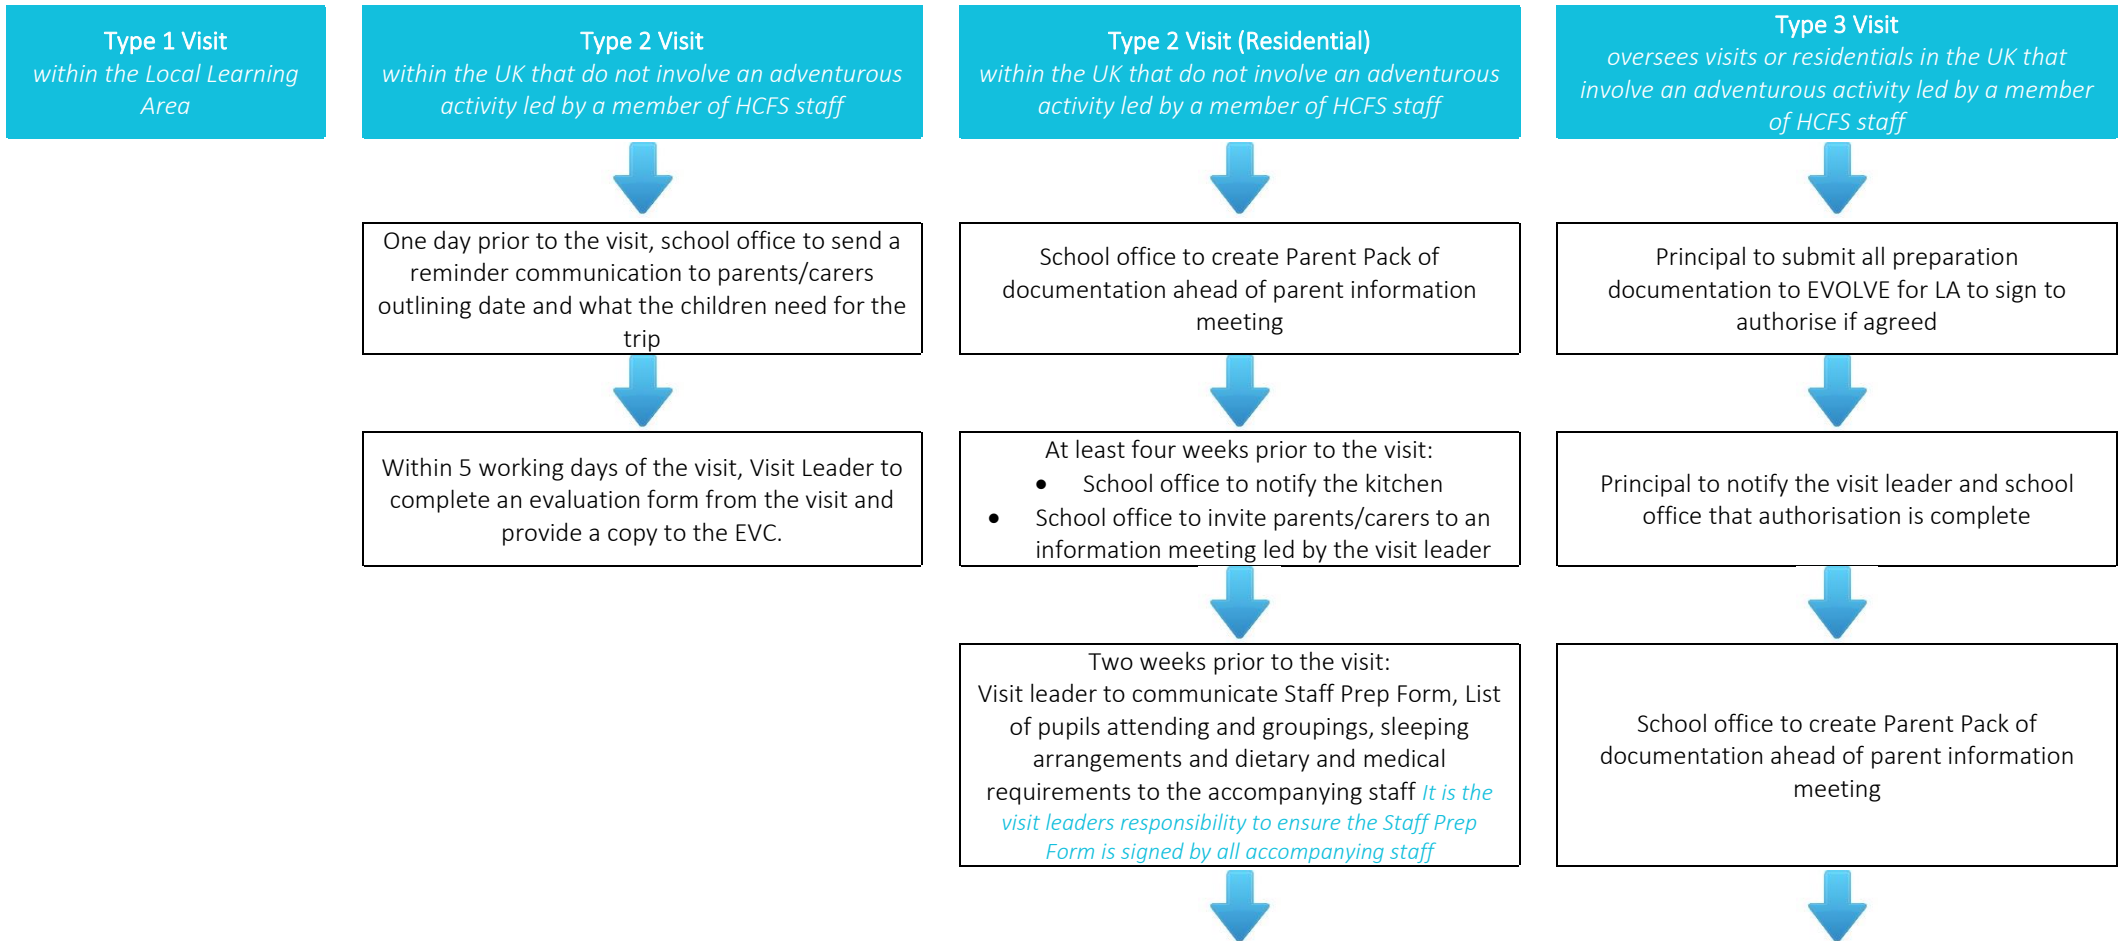 Type 1 Visit
within the Local Learning
Area
Type 2 Visit
within the UK that do not involve an adventurous
activity led by a member of HCFS staff
Type 2 Visit (Residential)
within the UK that do not involve an adventurous
activity led by a member of HCFS staff
Type 3 Visit
oversees visits or residentials in the UK that
involve an adventurous activity led by a member
of HCFS staff
One day prior to the visit, school office to send a
reminder communication to parents/carers
outlining date and what the children need for the
trip
School office to create Parent Pack of
documentation ahead of parent information
meeting
Principal to submit all preparation
documentation to EVOLVE for LA to sign to
authorise if agreed
Within 5 working days of the visit, Visit Leader to
complete an evaluation form from the visit and
provide a copy to the EVC.
At least four weeks prior to the visit:
• School office to notify the kitchen
• School office to invite parents/carers to an
information meeting led by the visit leader
Principal to notify the visit leader and school
office that authorisation is complete
Two weeks prior to the visit:
Visit leader to communicate Staff Prep Form, List
of pupils attending and groupings, sleeping
arrangements and dietary and medical
requirements to the accompanying staff It is the
visit leaders responsibility to ensure the Staff Prep
Form is signed by all accompanying staff
School office to create Parent Pack of
documentation ahead of parent information
meeting